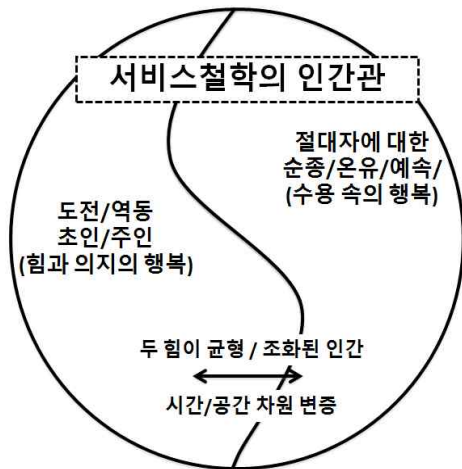 서비스철학의 인간관
절대자에 대한
순종/온유/예속/
(수용 속의 행복)
도전/역동
초인/주인
(힘과 의지의 행복)
두 힘이 균형 / 조화된 인간
시간/공간 차원 변증